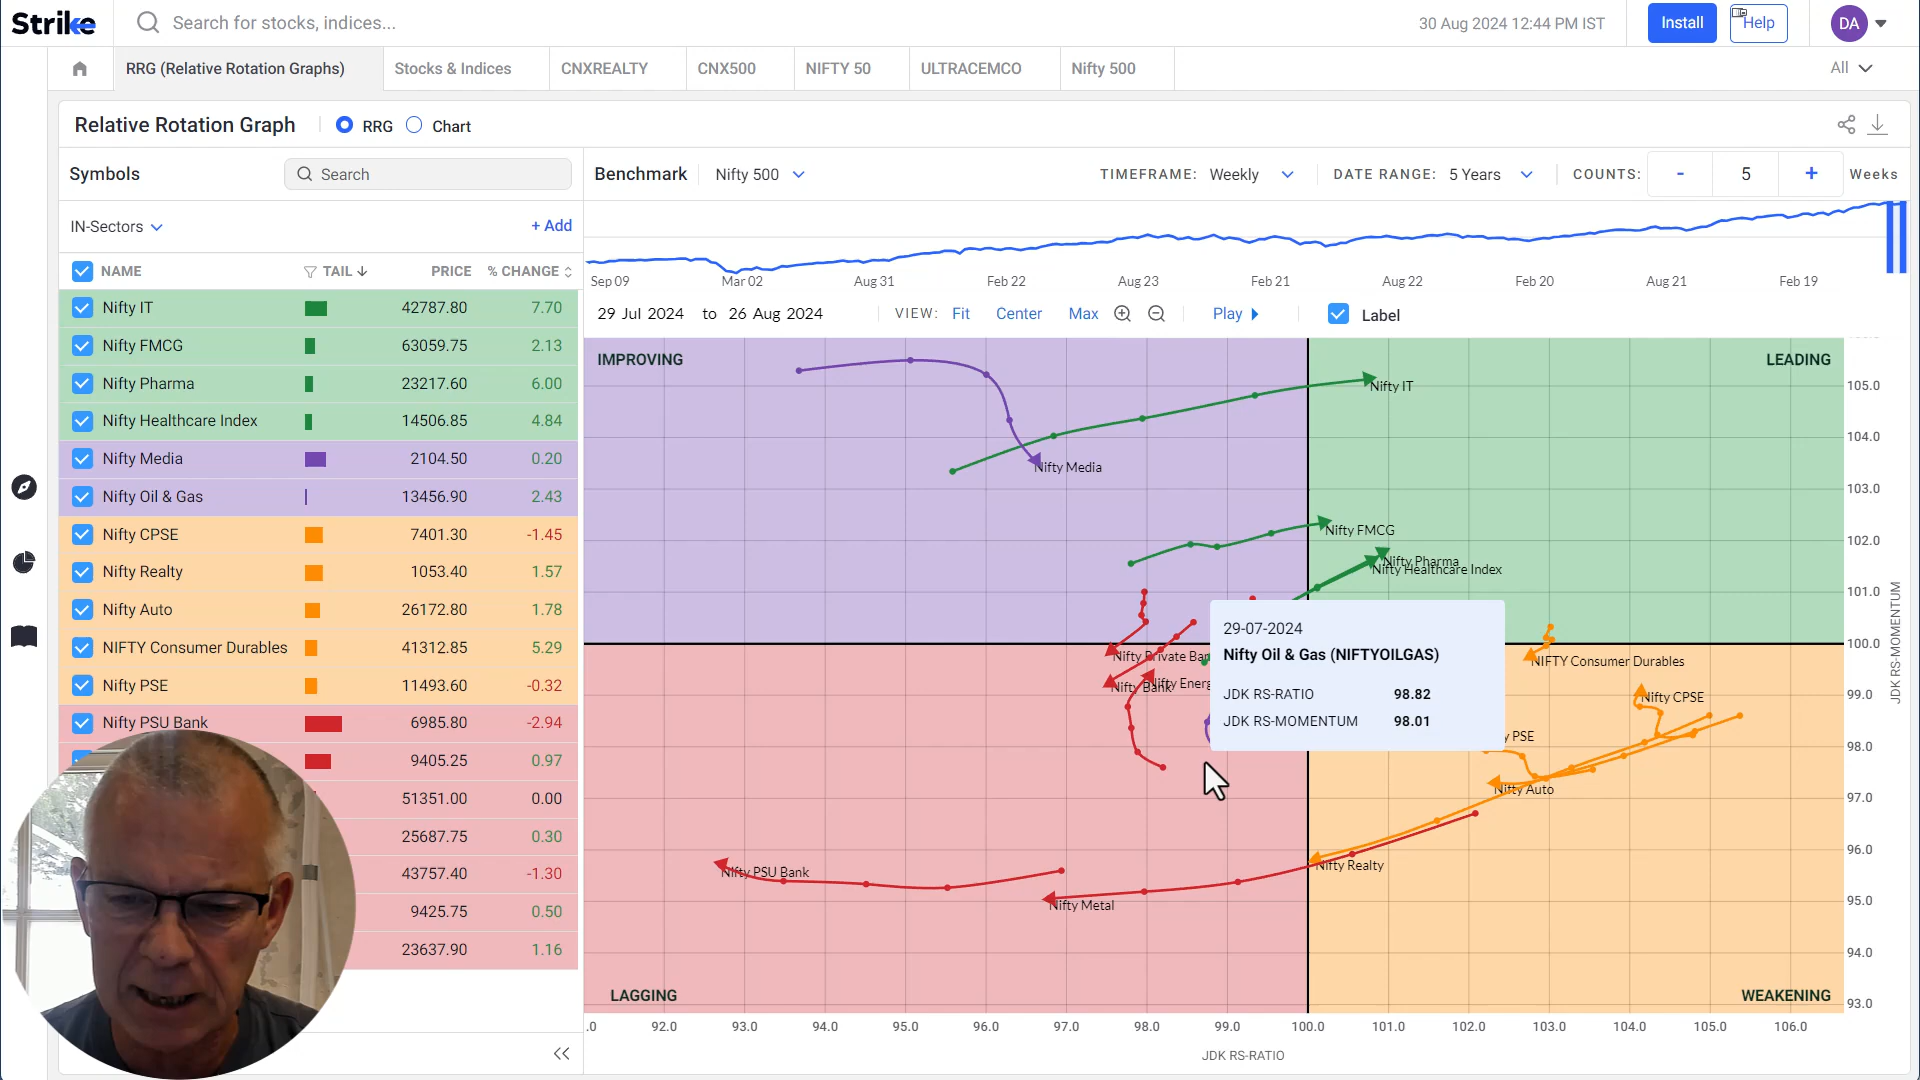 Strike
Search for stocks, indices...
30 Aug 2024 12:44 PM IST
Install
Help
DA
RRG (Relative Rotation Graphs)
Stocks & Indices
CNXREALTY
CNX500
NIFTY 50
ULTRACEMCO
Nifty 500
All
Relative Rotation Graph
RRG
Chart
Symbols
Search
Benchmark
Nifty 500
TIMEFRAME: Weekly
DATE RANGE: 5 Years
COUNTS: - 5 + Weeks
IN-Sectors
+ Add
NAME TAIL PRICE % CHANGE
Nifty IT 42787.80 7.70
Nifty FMCG 63059.75 2.13
Nifty Pharma 23217.60 6.00
Nifty Healthcare Index 14506.85 4.84
Nifty Media 2104.50 0.20
Nifty Oil & Gas 13456.90 2.43
Nifty CPSE 7401.30 -1.45
Nifty Realty 1053.40 1.57
Nifty Auto 26172.80 1.78
NIFTY Consumer Durables 41312.85 5.29
Nifty PSE 11493.60 -0.32
Nifty PSU Bank 6985.80 -2.94
9405.25 0.97
51351.00 0.00
25687.75 0.30
43757.40 -1.30
9425.75 0.50
23637.90 1.16
Sep 09 Mar 02 Aug 31 Feb 22 Aug 23 Feb 21 Aug 22 Feb 20 Aug 21 Feb 19
29 Jul 2024 to 26 Aug 2024
VIEW: Fit Center Max
Play
Label
IMPROVING
LEADING
Nifty IT
105.0
104.0
Nifty Media
103.0
Nifty FMCG
102.0
Nifty Pharma
Nifty Healthcare Index
101.0
100.0
29-07-2024
Nifty Oil & Gas (NIFTYOILGAS)
JDK RS-RATIO 98.82
JDK RS-MOMENTUM 98.01
Nifty Private Ban
NIFTY Consumer Durables
Nifty Bank
Nifty Energ
99.0
Nifty CPSE
PSE
98.0
Nifty Auto
97.0
96.0
Nifty Realty
Nifty PSU Bank
95.0
Nifty Metal
94.0
LAGGING
WEAKENING
93.0
.0 92.0 93.0 94.0 95.0 96.0 97.0 98.0 99.0 100.0 101.0 102.0 103.0 104.0 105.0 106.0
JDK RS-RATIO
JDK RS-MOMENTUM